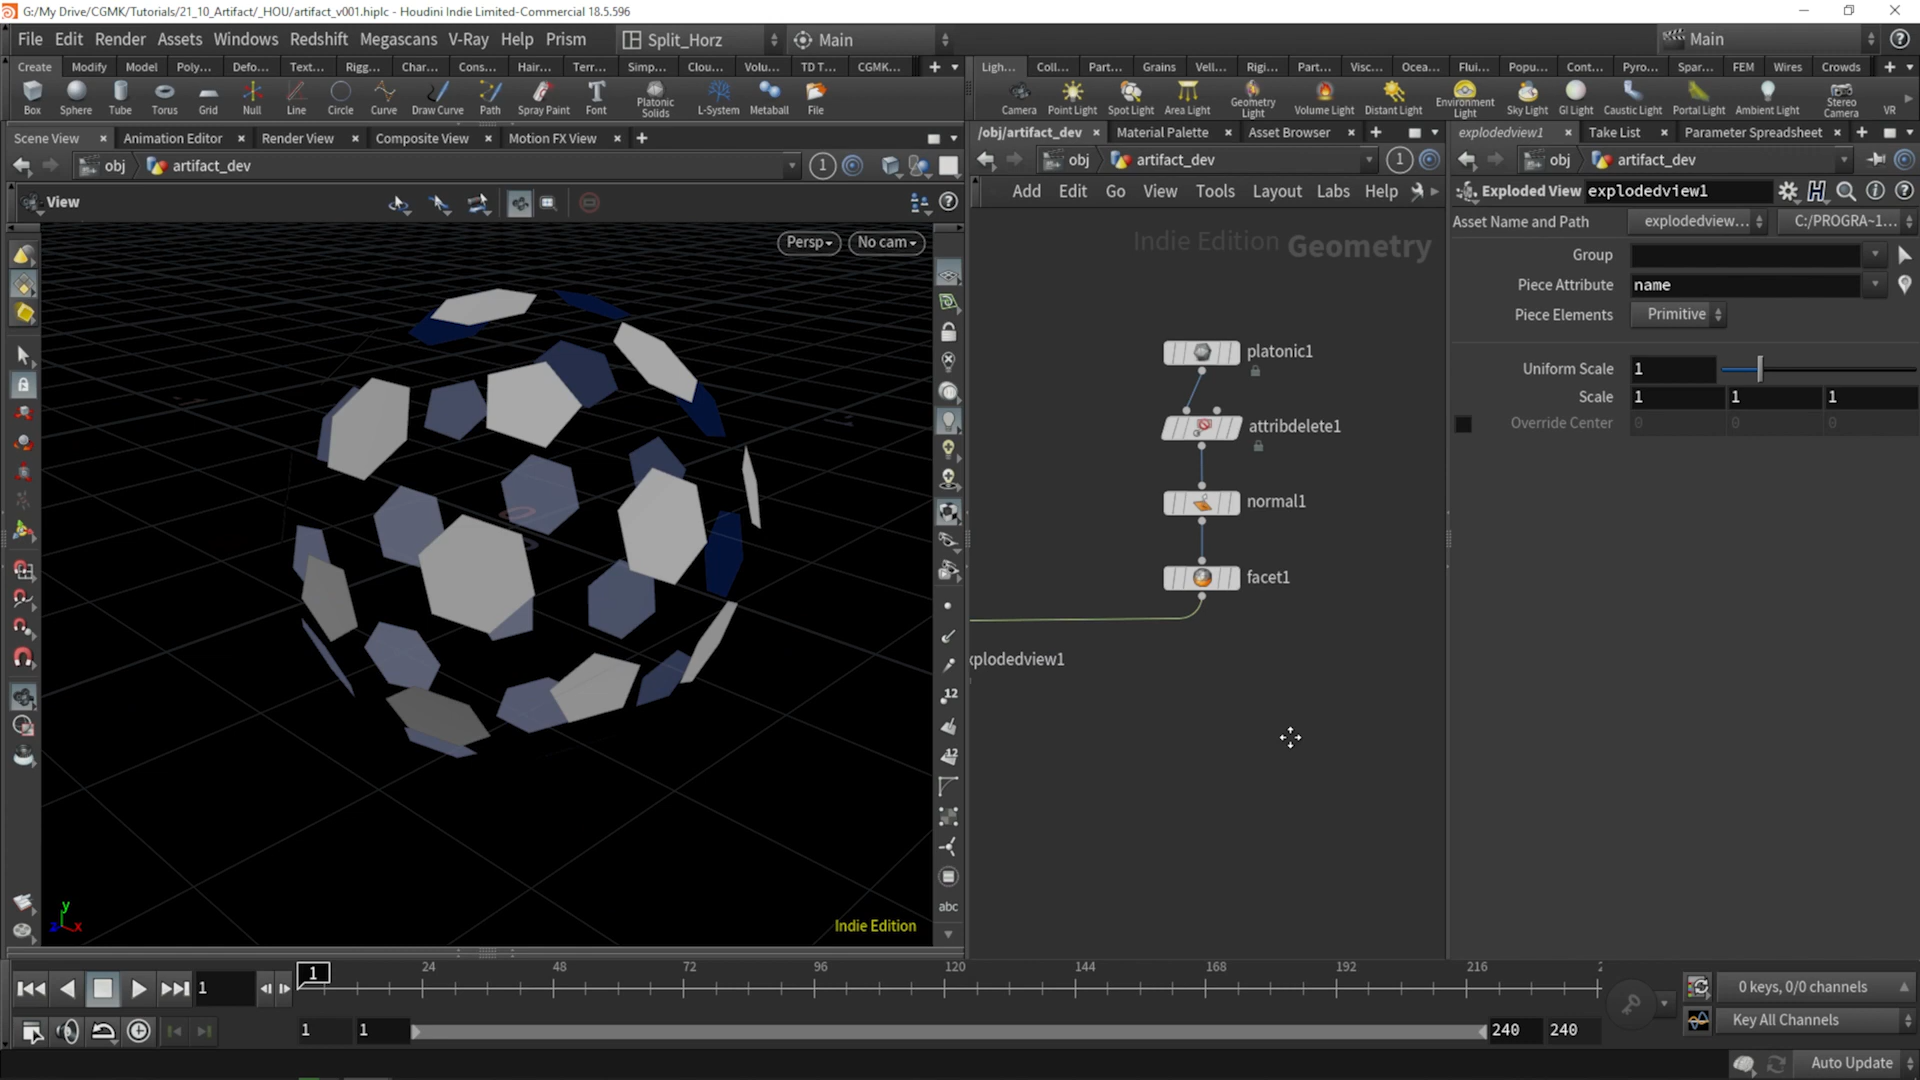 G:/My Drive/CGMK/Tutorials/21_10_Artifact/_HOU/artifact_v001.hiplc - Houdini Indie Limited-Commercial 18.5.596
File Edit Render Assets Windows Redshift Megascans V-Ray Help Prism Split_Horz Main Main
Create Modify Model Poly... Defo... Text... Rigg... Char... Cons... Hair... Terr... Simp... Clou... Volu... TD T... CGMK...
Ligh... Coll... Part... Grains Vell... Rigi... Part... Visc... Ocea... Flui... Popu... Cont... Pyro... Spar... FEM Wires Crowds
Box Sphere Tube Torus Grid Null Line Circle Curve Draw Curve Path Spray Paint Font Platonic Solids L-System Metaball File
Camera Point Light Spot Light Area Light Geometry Light Volume Light Distant Light Environment Light Sky Light GI Light Caustic Light Portal Light Ambient Light Stereo Camera VR
Scene View Animation Editor Render View Composite View Motion FX View
/obj/artifact_dev Material Palette Asset Browser
explodedview1 Take List Parameter Spreadsheet
obj artifact_dev 1
obj artifact_dev 1
obj artifact_dev
View
Add Edit Go View Tools Layout Labs Help
Exploded View explodedview1
Asset Name and Path explodedview... C:/PROGRA~1...
Persp No cam
Indie Edition Geometry
Group
Piece Attribute name
Piece Elements Primitive
Uniform Scale 1
Scale 1 1 1
Override Center 0 0 0
platonic1
attribdelete1
normal1
facet1
xplodedview1
12
12
abc
y
z x
Indie Edition
1 1 24 48 72 96 120 144 168 192 216 2
0 keys, 0/0 channels
1 1 240 240
Key All Channels
Auto Update